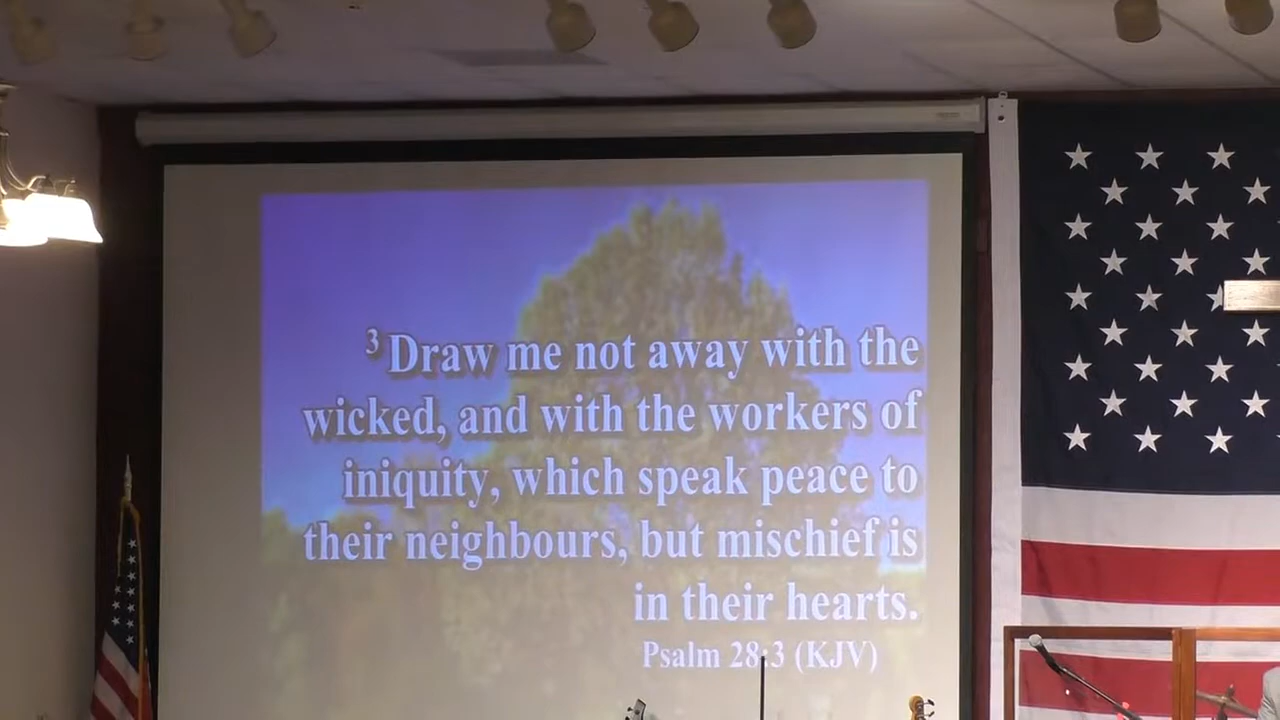 3 Draw me not away with the
wicked, and with the workers of
iniquity, which speak peace to
their neighbours, but mischief is
in their hearts.
Psalm 28:3 (KJV)